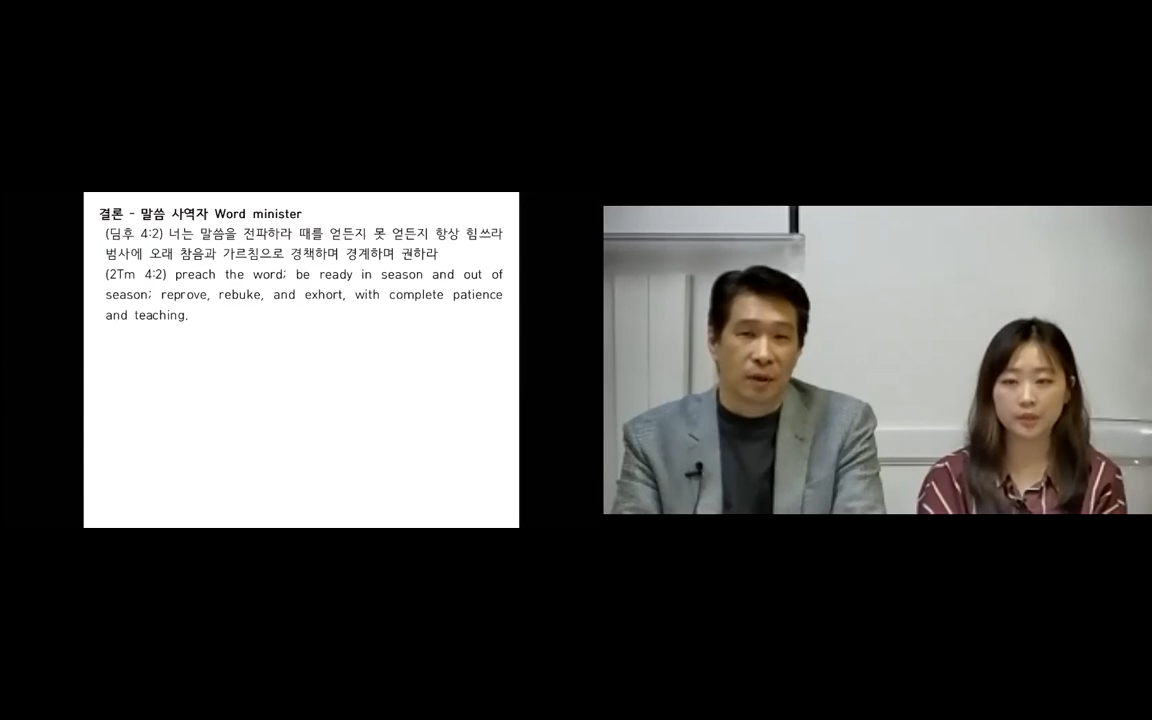 결론 - 말씀 사역자 Word minister
(딤후 4:2) 너는 말씀을 전파하라 때를 얻든지 못 얻든지 항상 힘쓰라
범사에 오래 참음과 가르침으로 경책하며 경계하며 권하라
(2Tm 4:2) preach the word; be ready in season and out of
season; reprove, rebuke, and exhort, with complete patience
and teaching.